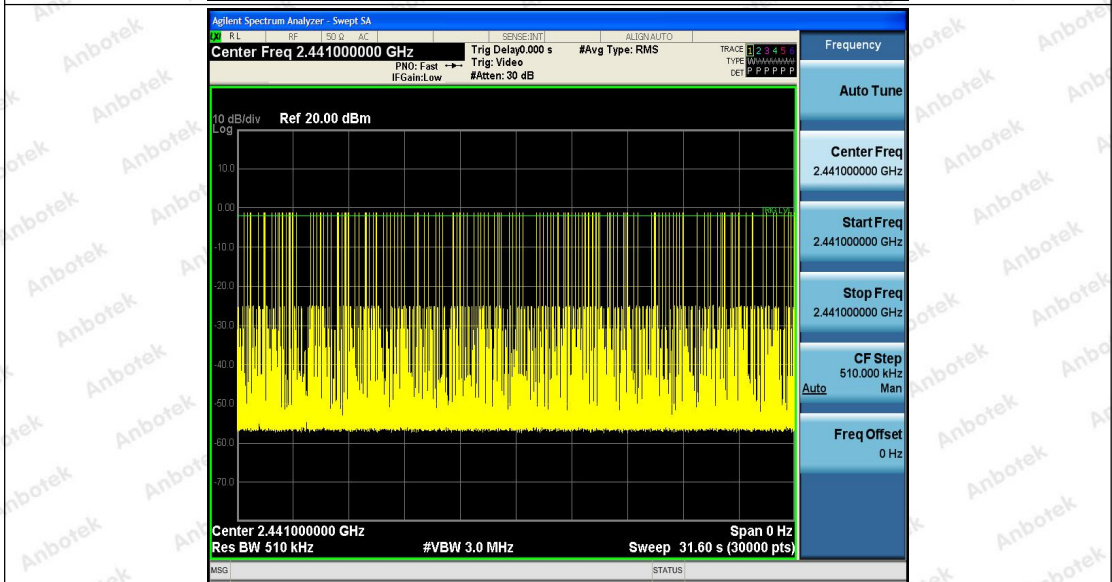 Agilent Spectrum Analyzer - Swept SA
RL RF 50 Ω AC SENSE:INT ALIGN AUTO
Center Freq 2.441000000 GHz
PNO: Fast
IFGain:Low
Trig Delay0.000 s
Trig: Video
#Atten: 30 dB
#Avg Type: RMS
TRACE 1 2 3 4 5 6
TYPE
DET P P P P P P
10 dB/div Ref 20.00 dBm
Log
10.0
0.00
TRIG LVL
-10.0
-20.0
-30.0
-40.0
-50.0
-60.0
-70.0
Center 2.441000000 GHz Span 0 Hz
Res BW 510 kHz #VBW 3.0 MHz Sweep 31.60 s (30000 pts)
MSG STATUS
Frequency
Auto Tune
Center Freq
2.441000000 GHz
Start Freq
2.441000000 GHz
Stop Freq
2.441000000 GHz
CF Step
510.000 kHz
Auto Man
Freq Offset
0 Hz
Anbotek